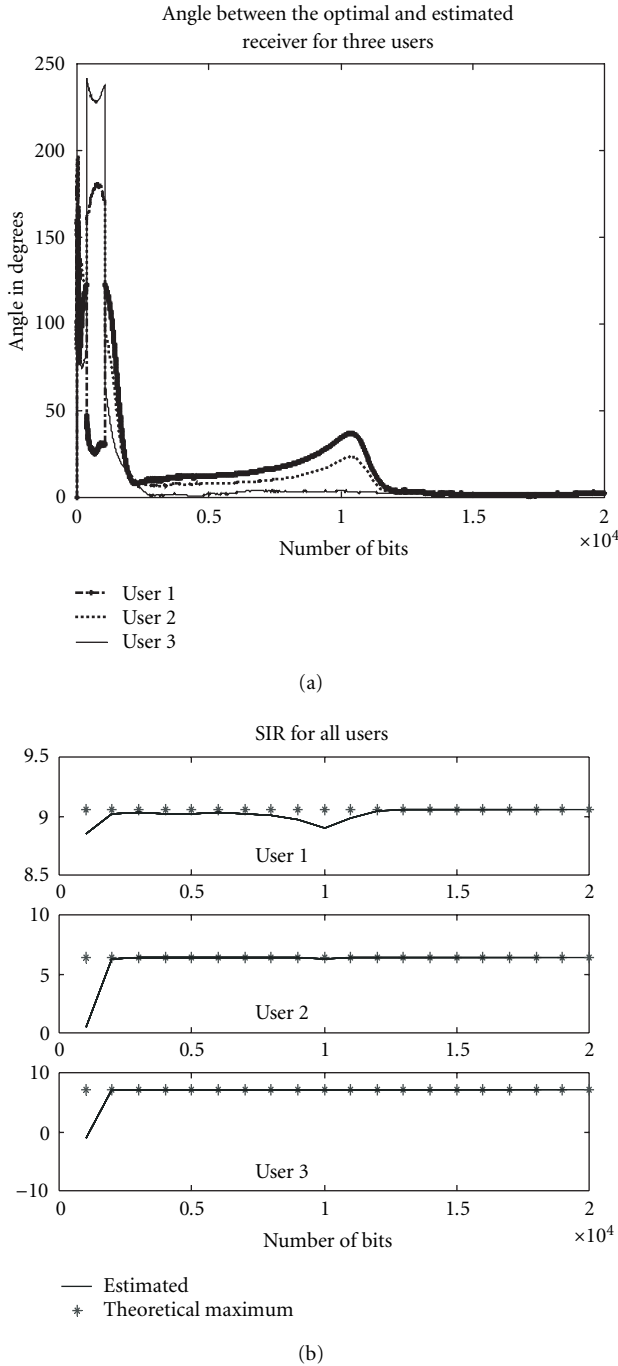 Angle between the optimal and estimated
receiver for three users
250
200
150
100
50
0
Angle in degrees
0 0.5 1 1.5 2
×10⁴
Number of bits
User 1
User 2
User 3
(a)
SIR for all users
9.5
9
8.5
User 1
0 0.5 1 1.5 2
10
5
0
User 2
0 0.5 1 1.5 2
10
0
−10
User 3
0 0.5 1 1.5 2
×10⁴
Number of bits
Estimated
Theoretical maximum
(b)